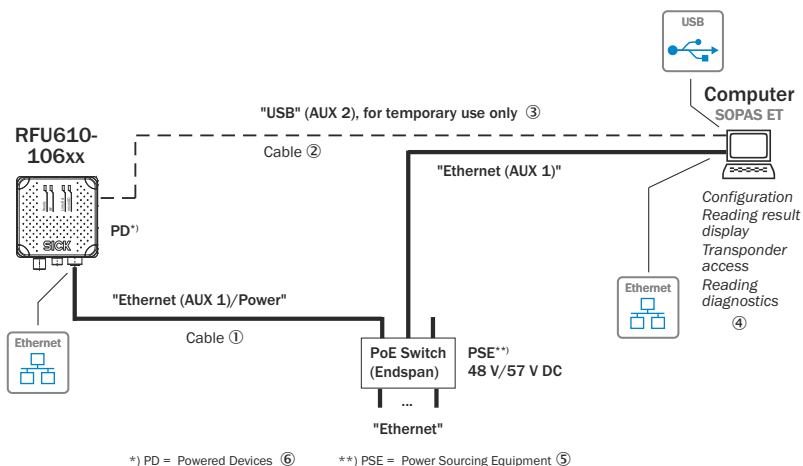 USB
Computer
SOPAS ET
"USB" (AUX 2), for temporary use only ③
RFU610-
106xx
Cable ②
"Ethernet (AUX 1)"
PD*)
SICK
Configuration
Reading result
display
Transponder
access
Reading
diagnostics
④
Ethernet
"Ethernet (AUX 1)/Power"
Cable ①
Ethernet
PoE Switch
(Endspan)
PSE**)
48 V/57 V DC
...
"Ethernet"
*) PD = Powered Devices ⑥
**) PSE = Power Sourcing Equipment ⑤